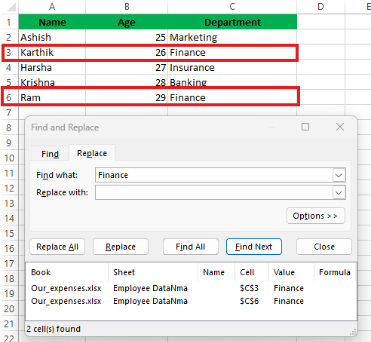 A B C D E
1 Name Age Department
2 Ashish 25 Marketing
3 Karthik 26 Finance
4 Harsha 27 Insurance
5 Krishna 28 Banking
6 Ram 29 Finance
7
8
9 Find and Replace
10
11 Find Replace
12 Find what: Finance
13 Replace with:
14
15 Options >>
16 Replace All Replace Find All Find Next Close
17
18 Book Sheet Name Cell Value Formula
19 Our_expenses.xlsx Employee DataNma $C$3 Finance
20 Our_expenses.xlsx Employee DataNma $C$6 Finance
21
22 2 cell(s) found